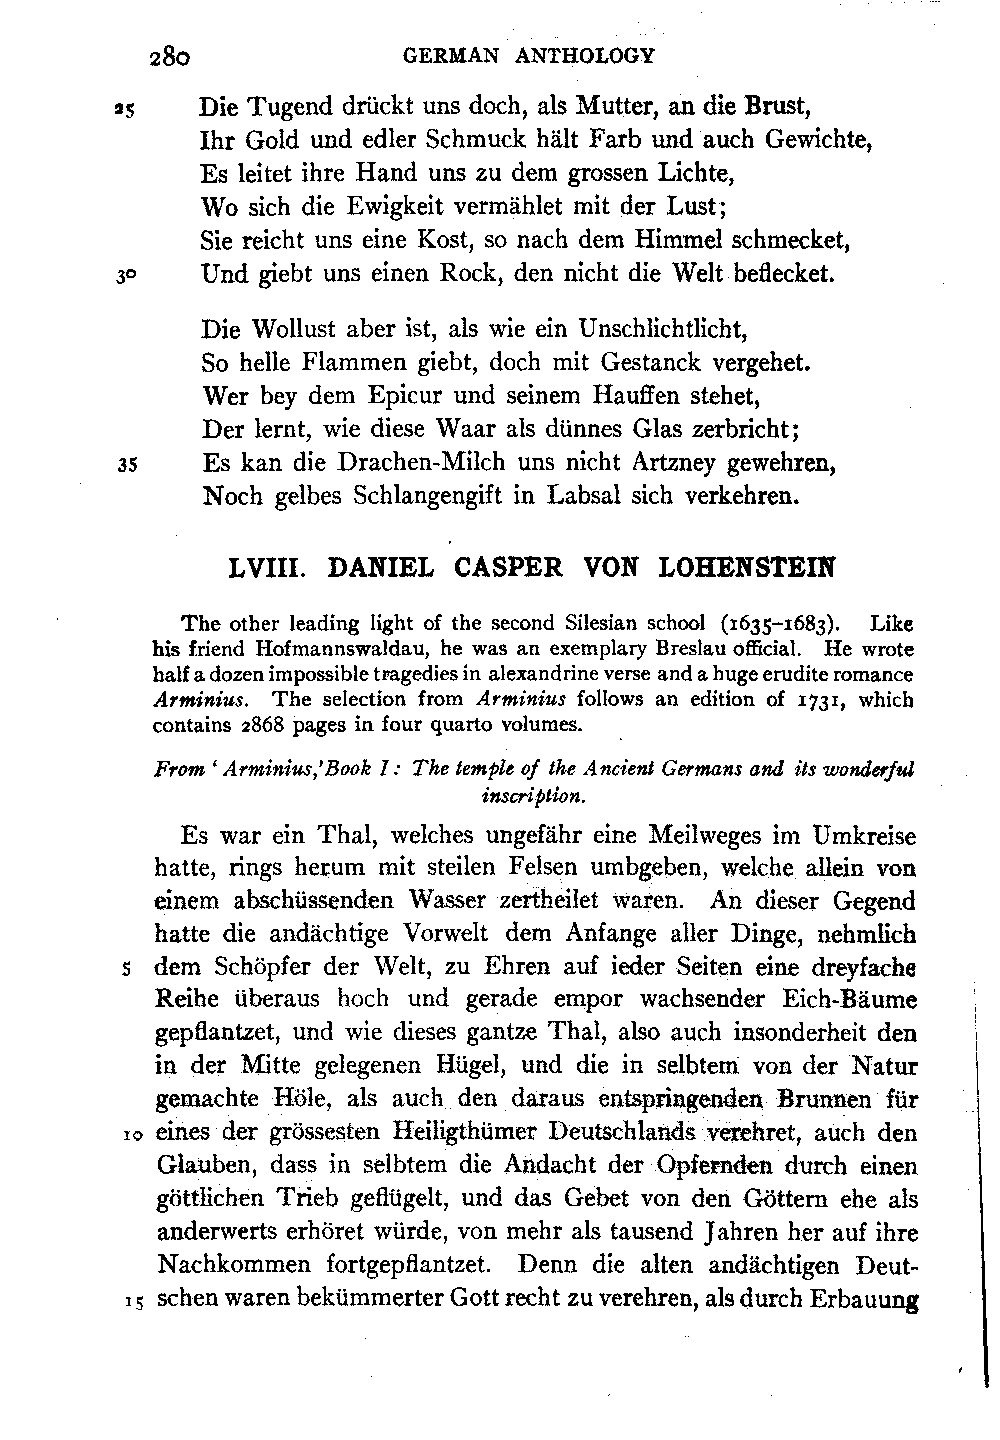 280 GERMAN ANTHOLOGY
25 Die Tugend drückt uns doch, als Mutter, an die Brust,
Ihr Gold und edler Schmuck hält Farb und auch Gewichte,
Es leitet ihre Hand uns zu dem grossen Lichte,
Wo sich die Ewigkeit vermählet mit der Lust;
Sie reicht uns eine Kost, so nach dem Himmel schmecket,
30 Und giebt uns einen Rock, den nicht die Welt beflecket.
Die Wollust aber ist, als wie ein Unschlichtlicht,
So helle Flammen giebt, doch mit Gestanck vergehet.
Wer bey dem Epicur und seinem Hauffen stehet,
Der lernt, wie diese Waar als dünnes Glas zerbricht;
35 Es kan die Drachen-Milch uns nicht Artzney gewehren,
Noch gelbes Schlangengift in Labsal sich verkehren.
LVIII. DANIEL CASPER VON LOHENSTEIN
The other leading light of the second Silesian school (1635–1683). Like
his friend Hofmannswaldau, he was an exemplary Breslau official. He wrote
half a dozen impossible tragedies in alexandrine verse and a huge erudite romance
Arminius. The selection from Arminius follows an edition of 1731, which
contains 2868 pages in four quarto volumes.
From ‘Arminius,’ Book I: The temple of the Ancient Germans and its wonderful
inscription.
Es war ein Thal, welches ungefähr eine Meilweges im Umkreise
hatte, rings herum mit steilen Felsen umbgeben, welche allein von
einem abschüssenden Wasser zertheilet waren. An dieser Gegend
hatte die andächtige Vorwelt dem Anfange aller Dinge, nehmlich
5 dem Schöpfer der Welt, zu Ehren auf ieder Seiten eine dreyfache
Reihe überaus hoch und gerade empor wachsender Eich-Bäume
gepflantzet, und wie dieses gantze Thal, also auch insonderheit den
in der Mitte gelegenen Hügel, und die in selbtem von der Natur
gemachte Höle, als auch den daraus entspringenden Brunnen für
10 eines der grössesten Heiligthümer Deutschlands verehret, auch den
Glauben, dass in selbtem die Andacht der Opfernden durch einen
göttlichen Trieb geflügelt, und das Gebet von den Göttern ehe als
anderwerts erhöret würde, von mehr als tausend Jahren her auf ihre
Nachkommen fortgepflantzet. Denn die alten andächtigen Deut-
15 schen waren bekümmerter Gott recht zu verehren, als durch Erbauung